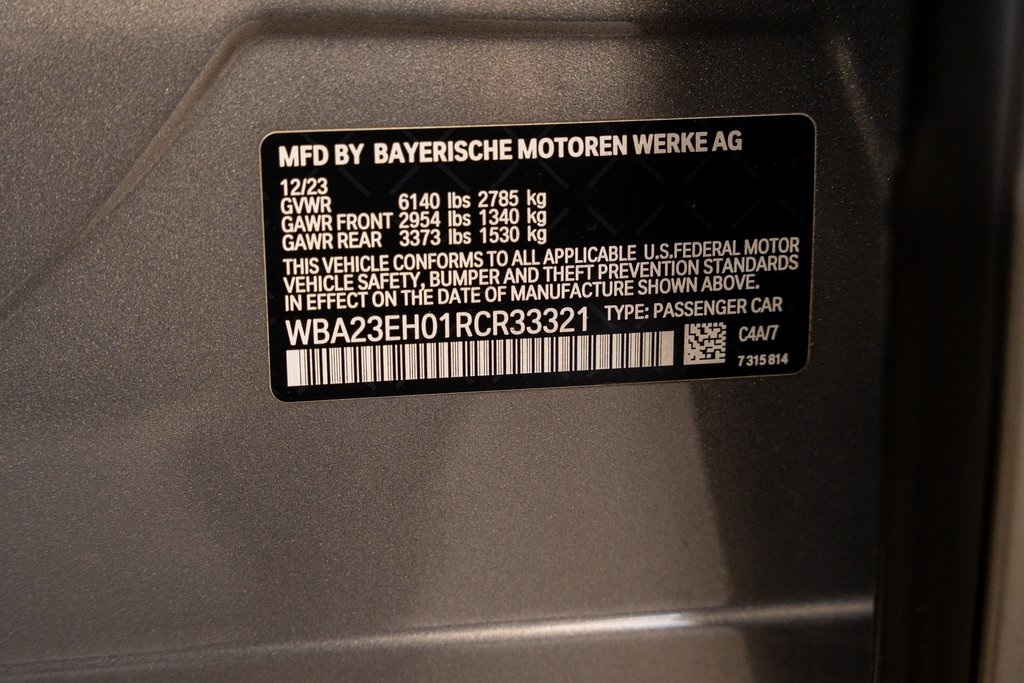 MFD BY BAYERISCHE MOTOREN WERKE AG
12/23
GVWR 6140 lbs 2785 kg
GAWR FRONT 2954 lbs 1340 kg
GAWR REAR 3373 lbs 1530 kg
THIS VEHICLE CONFORMS TO ALL APPLICABLE U.S.FEDERAL MOTOR
VEHICLE SAFETY, BUMPER AND THEFT PREVENTION STANDARDS
IN EFFECT ON THE DATE OF MANUFACTURE SHOWN ABOVE.
WBA23EH01RCR33321 TYPE: PASSENGER CAR
C4A/7
7 315 814